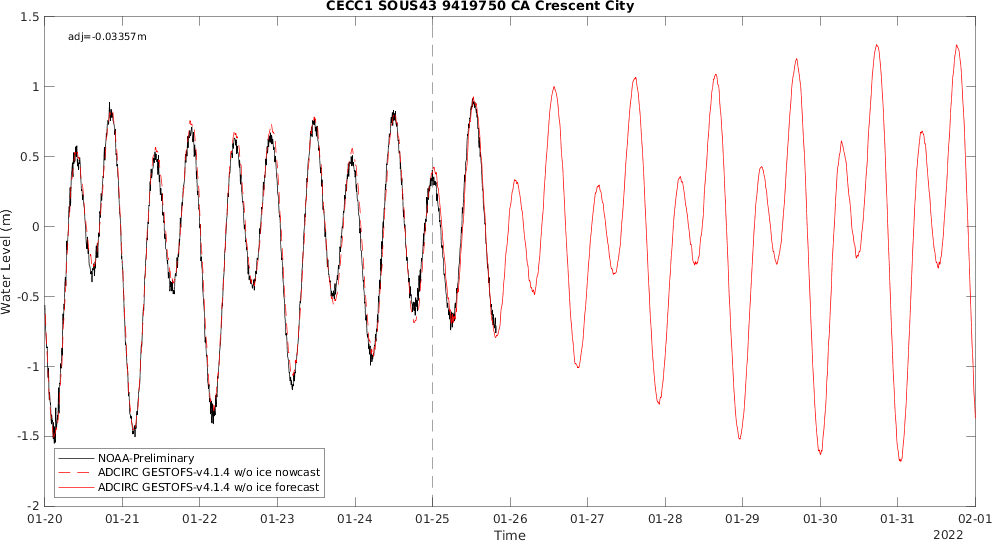 CECC1 SOUS43 9419750 CA Crescent City
adj=-0.03357m
1.5
1
0.5
0
-0.5
-1
-1.5
-2
Water Level (m)
NOAA-Preliminary
ADCIRC GESTOFS-v4.1.4 w/o ice nowcast
ADCIRC GESTOFS-v4.1.4 w/o ice forecast
01-20 01-21 01-22 01-23 01-24 01-25 01-26 01-27 01-28 01-29 01-30 01-31 02-01
Time
2022